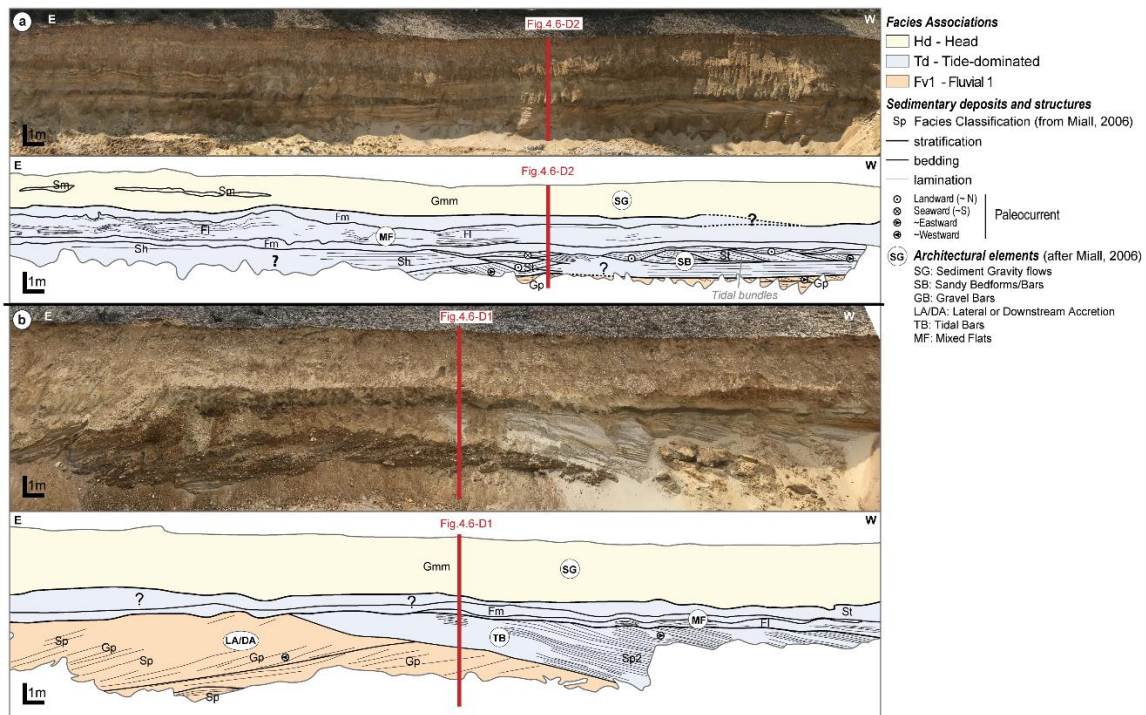 a
E
Fig.4.6-D2
W
1m
E
Fig.4.6-D2
W
Sm
Sm
Gmm
SG
?
Fm
Fl
MF
H
Fm
Sh
?
Sh
St
?
SB
St
Gp
Gp
Tidal bundles
1m
b
E
Fig.4.6-D1
W
1m
E
Fig.4.6-D1
W
Gmm
SG
?
?
Fm
St
MF
Fl
Sp
Gp
LA/DA
TB
Sp
Gp
Gp
Sp2
Sp
1m
Facies Associations
Hd - Head
Td - Tide-dominated
Fv1 - Fluvial 1
Sedimentary deposits and structures
Sp Facies Classification (from Miall, 2006)
stratification
bedding
lamination
Landward (~ N)
Seaward (~S)
~Eastward
~Westward
Paleocurrent
SG Architectural elements (after Miall, 2006)
SG: Sediment Gravity flows
SB: Sandy Bedforms/Bars
GB: Gravel Bars
LA/DA: Lateral or Downstream Accretion
TB: Tidal Bars
MF: Mixed Flats